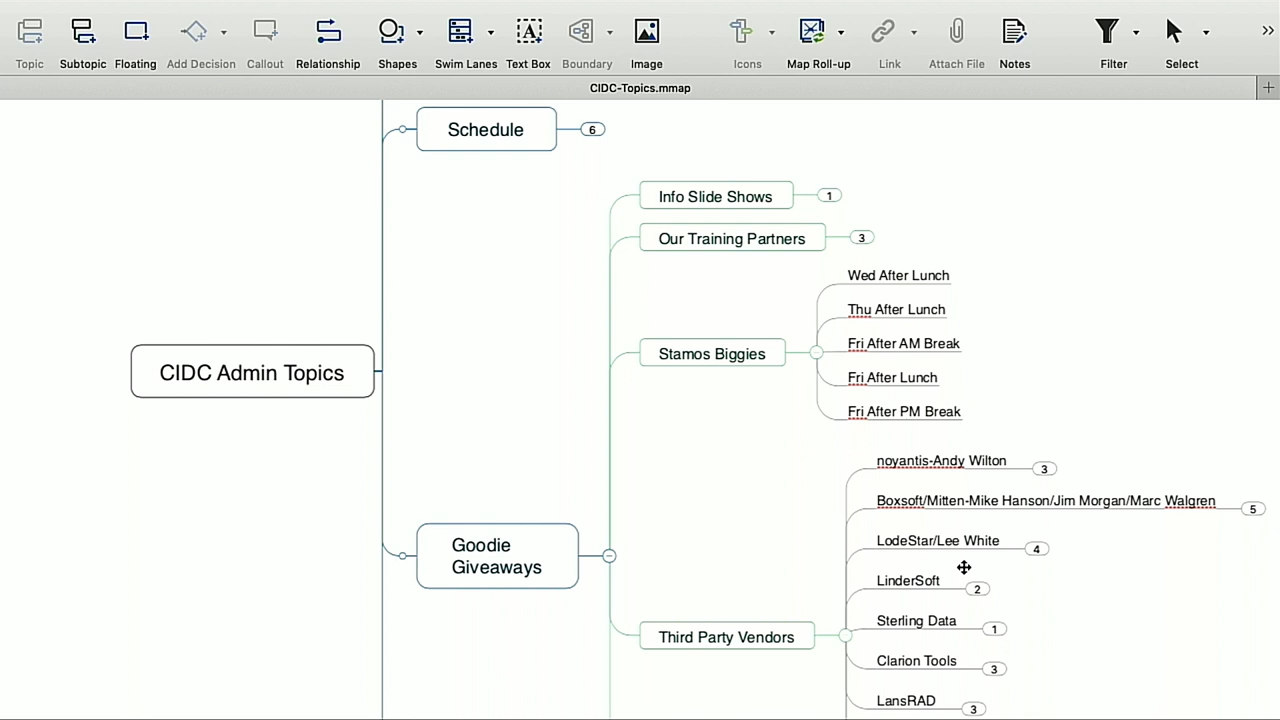 Topic Subtopic Floating Add Decision Callout Relationship Shapes Swim Lanes Text Box Boundary Image Icons Map Roll-up Link Attach File Notes Filter Select
CIDC-Topics.mmap
Schedule 6
Info Slide Shows 1
Our Training Partners 3
Wed After Lunch
Thu After Lunch
Fri After AM Break
Stamos Biggies
Fri After Lunch
Fri After PM Break
CIDC Admin Topics
noyantis-Andy Wilton 3
Boxsoft/Mitten-Mike Hanson/Jim Morgan/Marc Walgren 5
LodeStar/Lee White 4
Goodie
Giveaways
LinderSoft 2
Sterling Data 1
Third Party Vendors
Clarion Tools 3
LansRAD 3